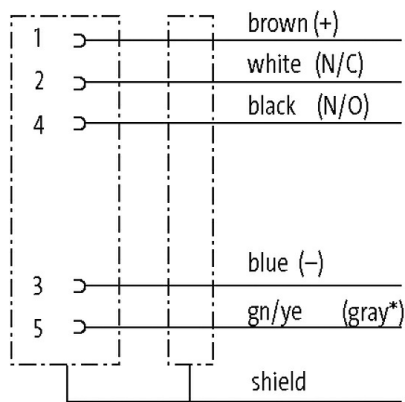 1 brown (+)
2 white (N/C)
4 black (N/O)
3 blue (–)
5 gn/ye (gray*)
shield